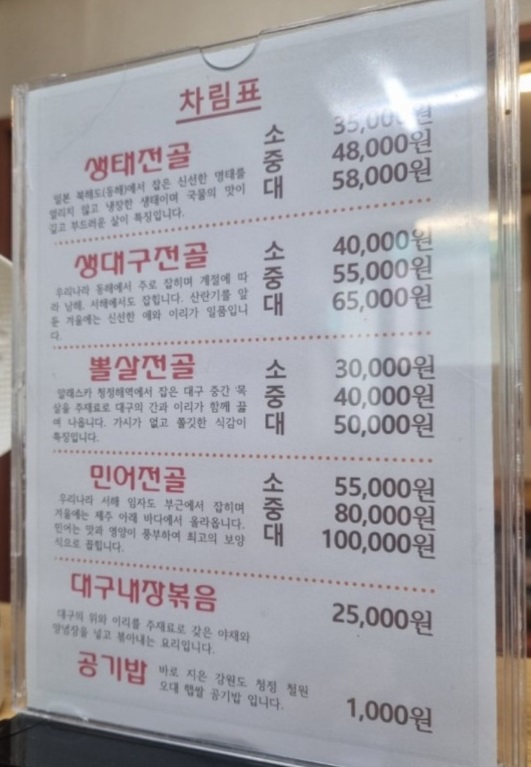 차림표
생태전골
일본 북해도(동해)에서 잡은 신선한 명태를
얼리지 않고 냉장한 생태이며 국물의 맛이
깊고 부드러운 살이 특징입니다.
소 35,000원
중 48,000원
대 58,000원
생대구전골
우리나라 동해에서 주로 잡히며 계절에 따
라 남해, 서해에서도 잡힙니다. 산란기를 앞
둔 겨울에는 신선한 애와 이리가 일품입니
다.
소 40,000원
중 55,000원
대 65,000원
뽈살전골
알래스카 청정해역에서 잡은 대구 중간 목
살을 주재료로 대구의 간과 이리가 함께 끓
여 나옵니다. 가시가 없고 쫄깃한 식감이
특징입니다.
소 30,000원
중 40,000원
대 50,000원
민어전골
우리나라 서해 임자도 부근에서 잡히며
겨울에는 제주 아래 바다에서 올라옵니다.
민어는 맛과 영양이 풍부하여 최고의 보양
식으로 꼽힙니다.
소 55,000원
중 80,000원
대 100,000원
대구내장볶음
대구의 위와 이리를 주재료로 갖은 야채와
양념장을 넣고 볶아내는 요리입니다.
25,000원
공기밥
바로 지은 강원도 청정 철원
오대 햅쌀 공기밥 입니다.
1,000원